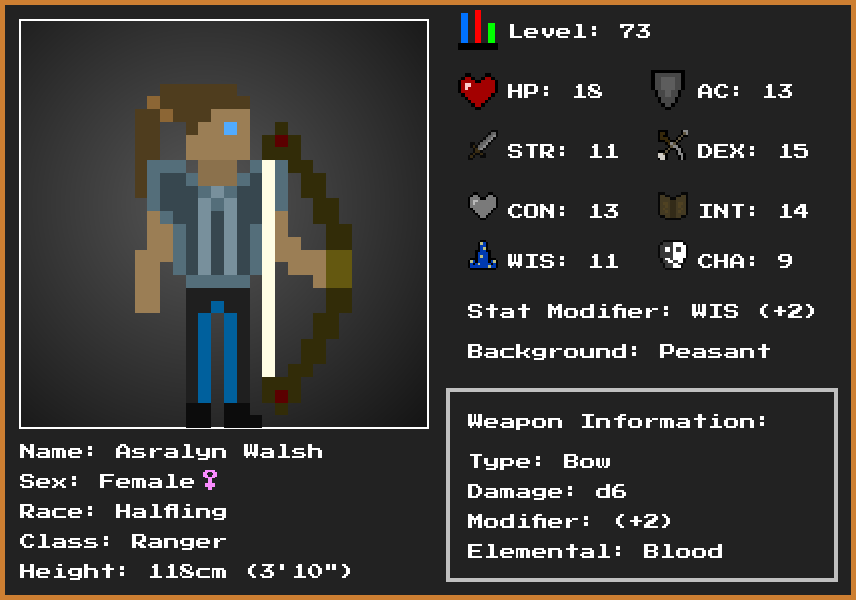 Level: 73
HP: 18 AC: 13
STR: 11 DEX: 15
CON: 13 INT: 14
WIS: 11 CHA: 9
Stat Modifier: WIS (+2)
Background: Peasant
Weapon Information:
Type: Bow
Damage: d6
Modifier: (+2)
Elemental: Blood
Name: Asralyn Walsh
Sex: Female♀
Race: Halfling
Class: Ranger
Height: 118cm (3'10")